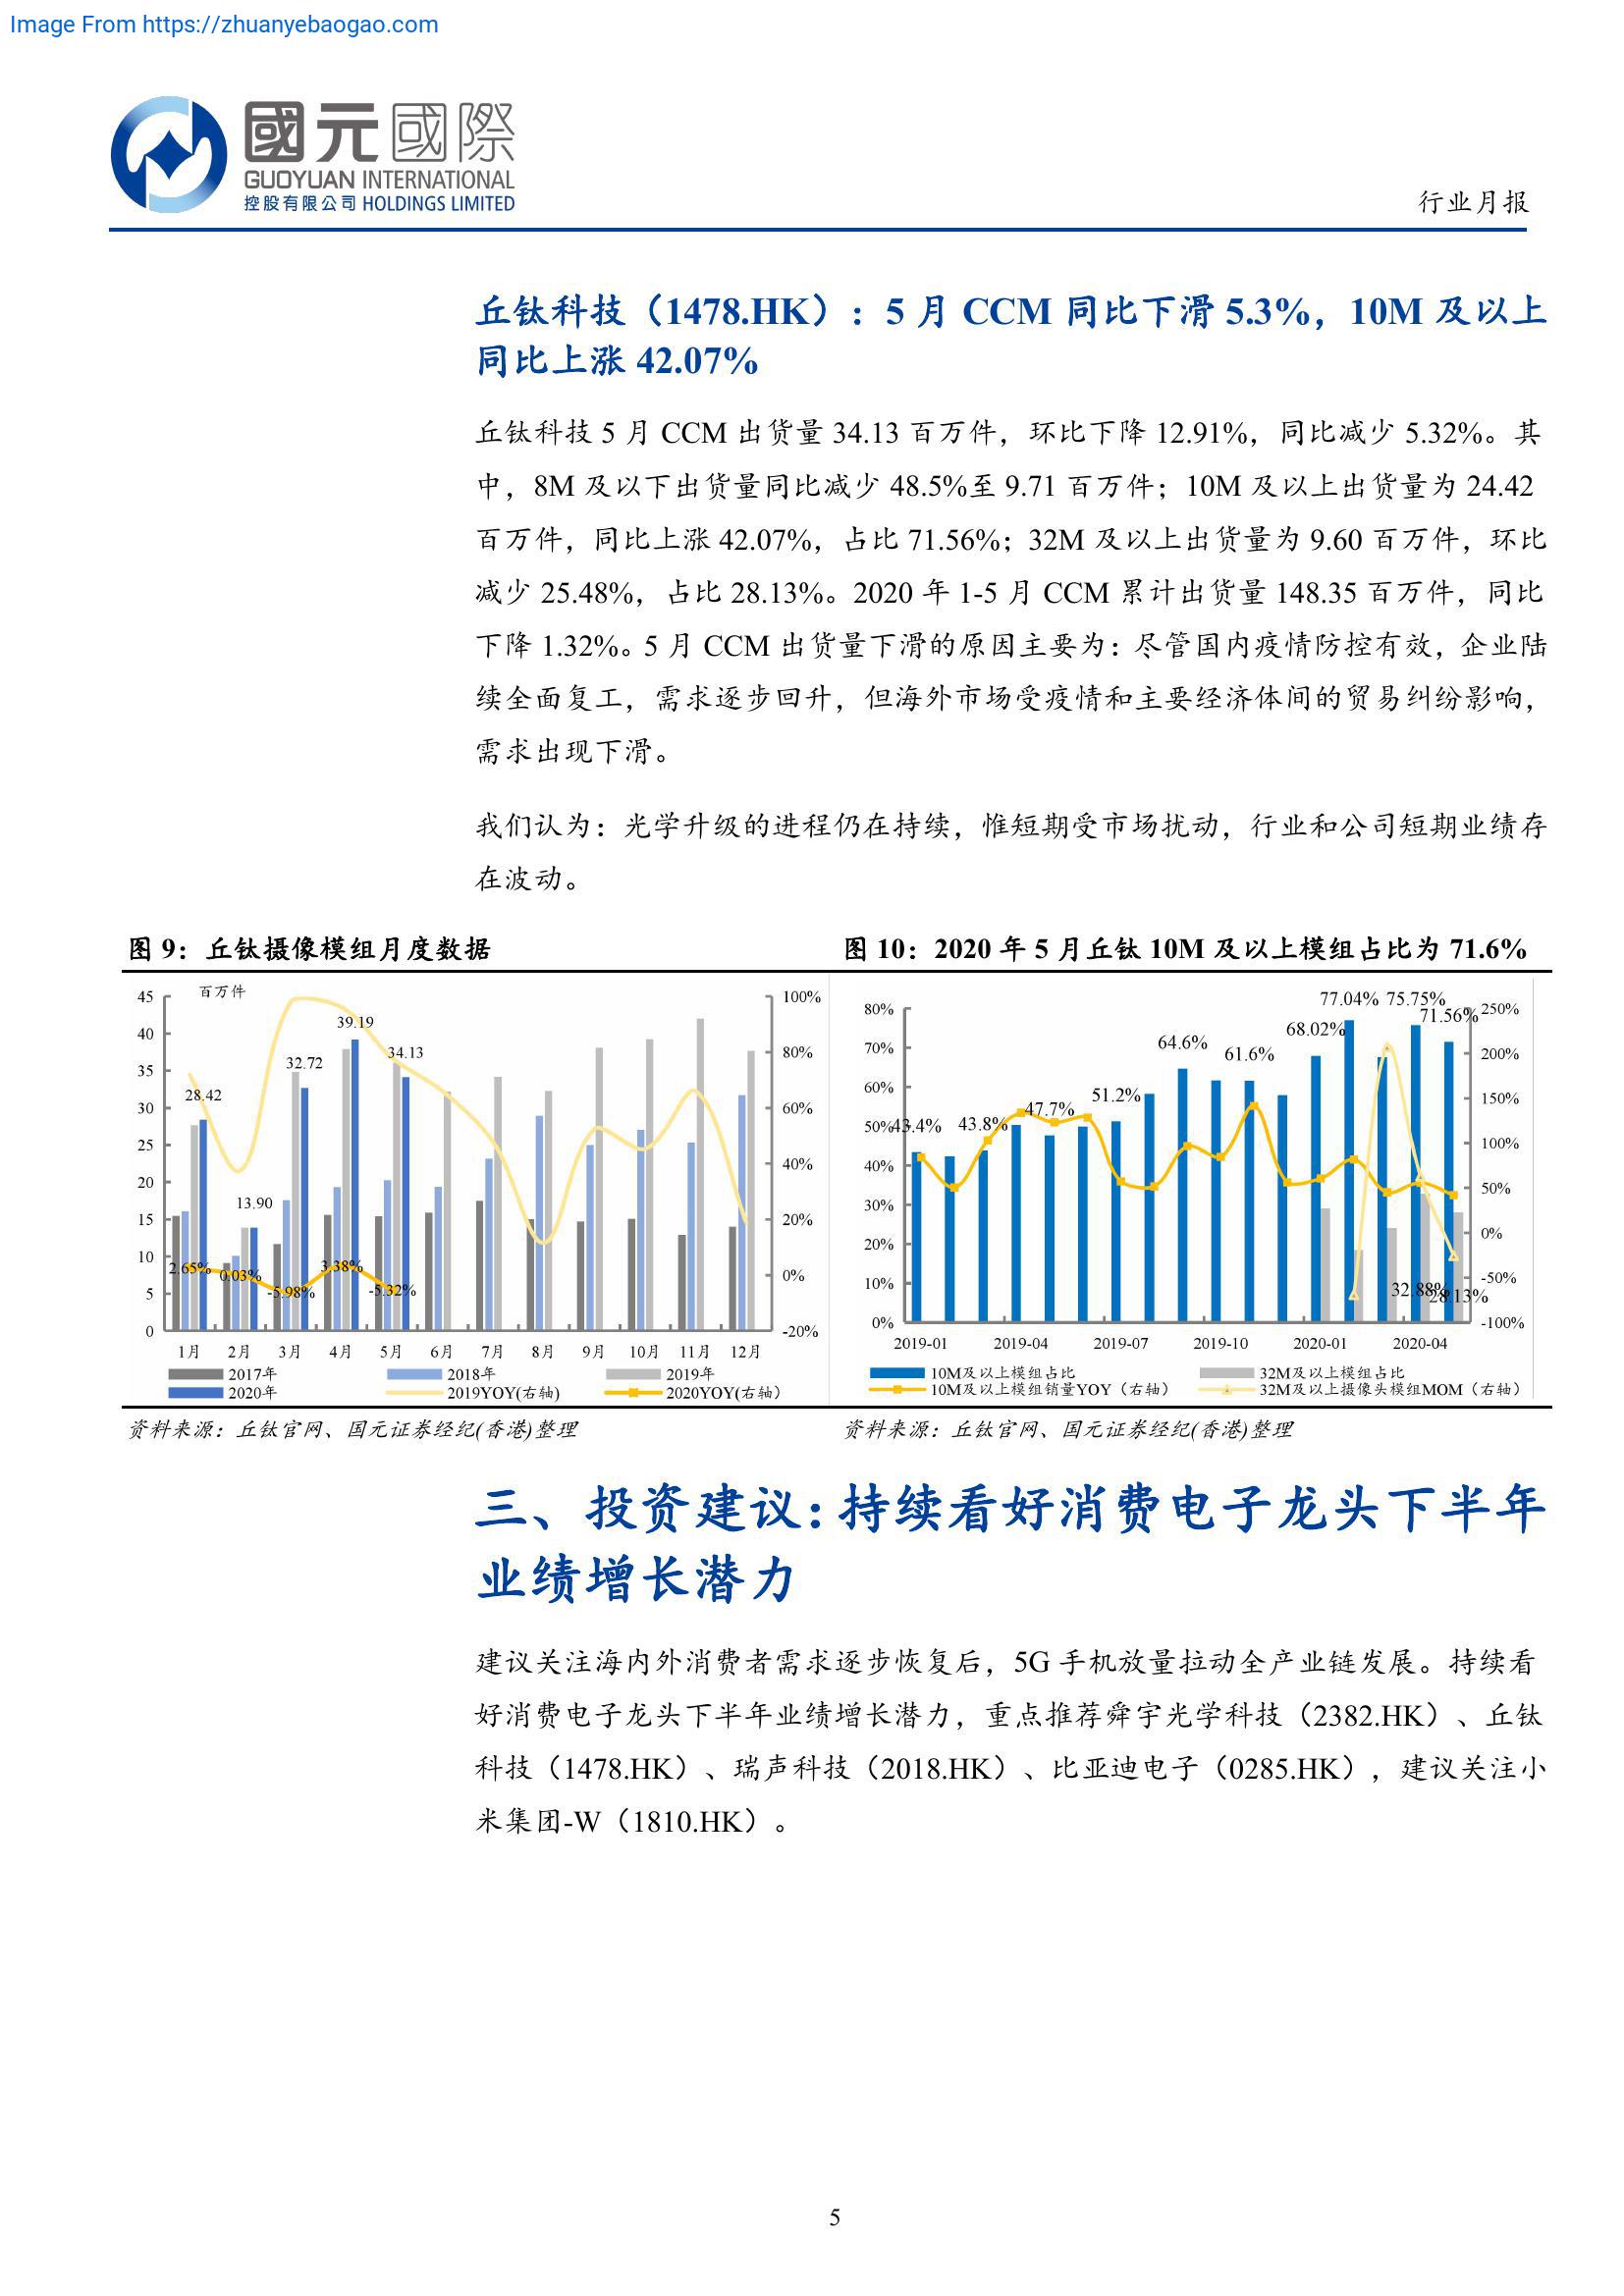 Image From https://zhuanyebaogao.com
國元國際
GUOYUAN INTERNATIONAL
控股有限公司 HOLDINGS LIMITED
行业月报
丘钛科技（1478.HK）：5 月 CCM 同比下滑 5.3%，10M 及以上
同比上涨 42.07%
丘钛科技 5 月 CCM 出货量 34.13 百万件，环比下降 12.91%，同比减少 5.32%。其
中，8M 及以下出货量同比减少 48.5%至 9.71 百万件；10M 及以上出货量为 24.42
百万件，同比上涨 42.07%，占比 71.56%；32M 及以上出货量为 9.60 百万件，环比
减少 25.48%，占比 28.13%。2020 年 1-5 月 CCM 累计出货量 148.35 百万件，同比
下降 1.32%。5 月 CCM 出货量下滑的原因主要为：尽管国内疫情防控有效，企业陆
续全面复工，需求逐步回升，但海外市场受疫情和主要经济体间的贸易纠纷影响，
需求出现下滑。
我们认为：光学升级的进程仍在持续，惟短期受市场扰动，行业和公司短期业绩存
在波动。
图 9：丘钛摄像模组月度数据
45
40
35
30
25
20
15
10
5
0
百万件
100%
80%
60%
40%
20%
0%
-20%
28.42
13.90
32.72
39.19
34.13
2.65%
0.03%
-5.98%
3.38%
-5.32%
1月 2月 3月 4月 5月 6月 7月 8月 9月 10月 11月 12月
2017年 2018年 2019年
2020年 2019YOY(右轴) 2020YOY(右轴)
资料来源：丘钛官网、国元证券经纪(香港)整理
图 10：2020 年 5 月丘钛 10M 及以上模组占比为 71.6%
80%
70%
60%
50%
40%
30%
20%
10%
0%
250%
200%
150%
100%
50%
0%
-50%
-100%
43.4%
43.8%
47.7%
51.2%
64.6%
61.6%
68.02%
77.04%
75.75%
71.56%
32.88%
28.13%
2019-01 2019-04 2019-07 2019-10 2020-01 2020-04
10M及以上模组占比 32M及以上模组占比
10M及以上模组销量YOY（右轴） 32M及以上摄像头模组MOM（右轴）
资料来源：丘钛官网、国元证券经纪(香港)整理
三、投资建议：持续看好消费电子龙头下半年
业绩增长潜力
建议关注海内外消费者需求逐步恢复后，5G 手机放量拉动全产业链发展。持续看
好消费电子龙头下半年业绩增长潜力，重点推荐舜宇光学科技（2382.HK）、丘钛
科技（1478.HK）、瑞声科技（2018.HK）、比亚迪电子（0285.HK），建议关注小
米集团-W（1810.HK）。
5